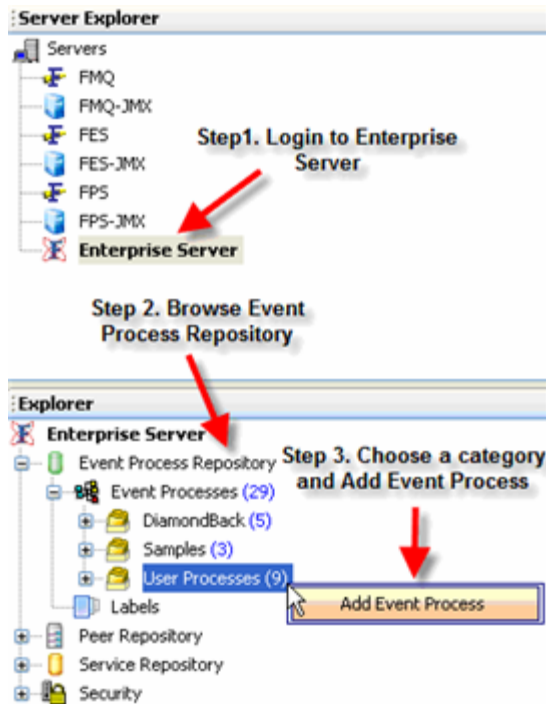 Server Explorer
Servers
FMQ
FMQ-JMX
FES
FES-JMX
FPS
FPS-JMX
Enterprise Server
Step1. Login to Enterprise
Server
Step 2. Browse Event
Process Repository
Explorer
Enterprise Server
Event Process Repository
Event Processes (29)
DiamondBack (5)
Samples (3)
User Processes (9)
Labels
Peer Repository
Service Repository
Security
Step 3. Choose a category
and Add Event Process
Add Event Process